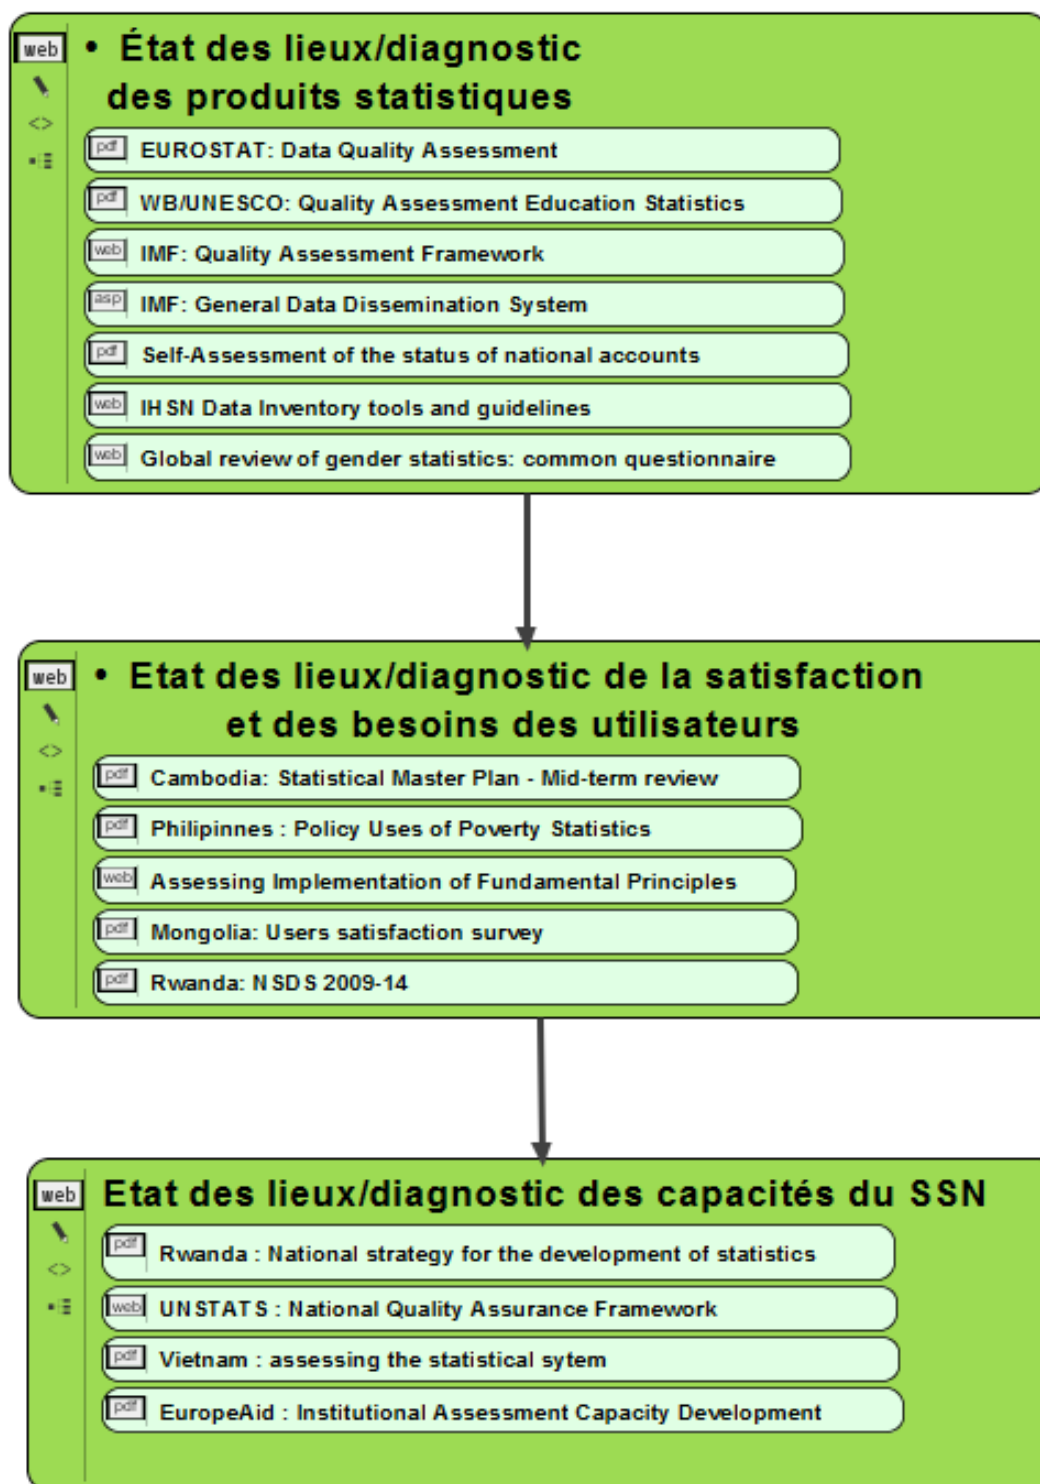 web
• État des lieux/diagnostic
des produits statistiques
<>
pdf EUROSTAT: Data Quality Assessment
pdf WB/UNESCO: Quality Assessment Education Statistics
web IMF: Quality Assessment Framework
asp IMF: General Data Dissemination System
pdf Self-Assessment of the status of national accounts
web IHSN Data Inventory tools and guidelines
web Global review of gender statistics: common questionnaire
web
• Etat des lieux/diagnostic de la satisfaction
et des besoins des utilisateurs
<>
pdf Cambodia: Statistical Master Plan - Mid-term review
pdf Philipinnes : Policy Uses of Poverty Statistics
web Assessing Implementation of Fundamental Principles
pdf Mongolia: Users satisfaction survey
pdf Rwanda: NSDS 2009-14
web
Etat des lieux/diagnostic des capacités du SSN
<>
pdf Rwanda : National strategy for the development of statistics
web UNSTATS : National Quality Assurance Framework
pdf Vietnam : assessing the statistical sytem
pdf EuropeAid : Institutional Assessment Capacity Development